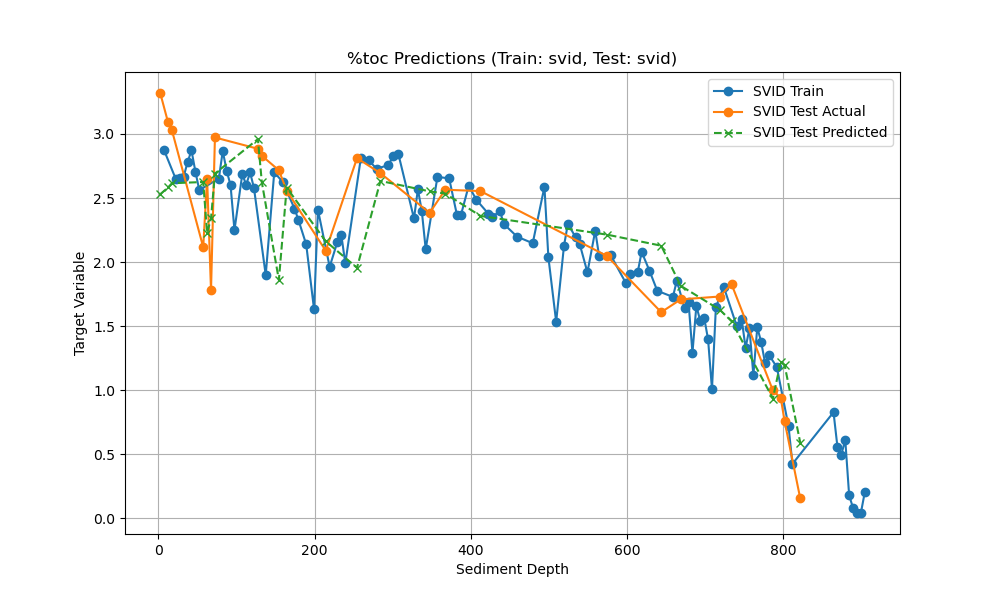 %toc Predictions (Train: svid, Test: svid)
SVID Train
SVID Test Actual
SVID Test Predicted
Target Variable
3.0
2.5
2.0
1.5
1.0
0.5
0.0
0 200 400 600 800
Sediment Depth